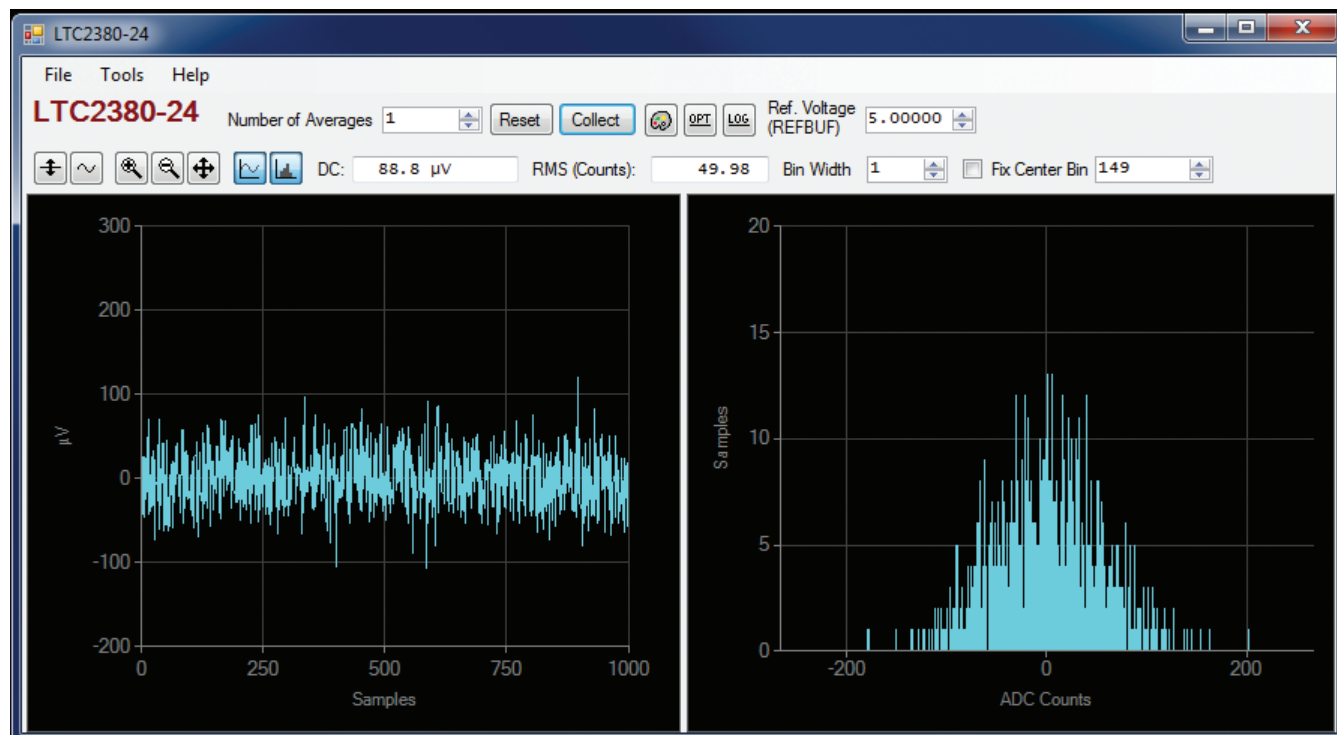 LTC2380-24
File Tools Help
LTC2380-24 Number of Averages 1 Reset Collect OPT LOG Ref. Voltage (REFBUF) 5.00000
DC: 88.8 µV RMS (Counts): 49.98 Bin Width 1 Fix Center Bin 149
300
200
100
0
-100
-200
µV
0 250 500 750 1000
Samples
20
15
10
5
0
Samples
-200 0 200
ADC Counts